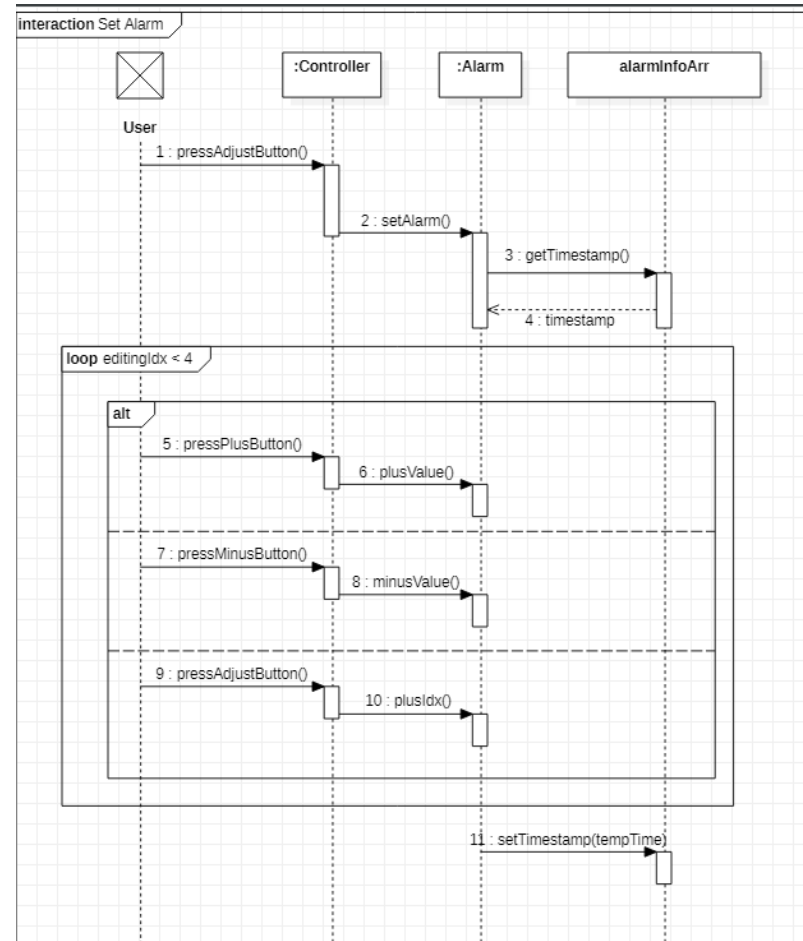 interaction Set Alarm
:Controller
:Alarm
alarmInfoArr
User
1 : pressAdjustButton()
2 : setAlarm()
3 : getTimestamp()
4 : timestamp
loop editingIdx < 4
alt
5 : pressPlusButton()
6 : plusValue()
7 : pressMinusButton()
8 : minusValue()
9 : pressAdjustButton()
10 : plusIdx()
11 : setTimestamp(tempTime)